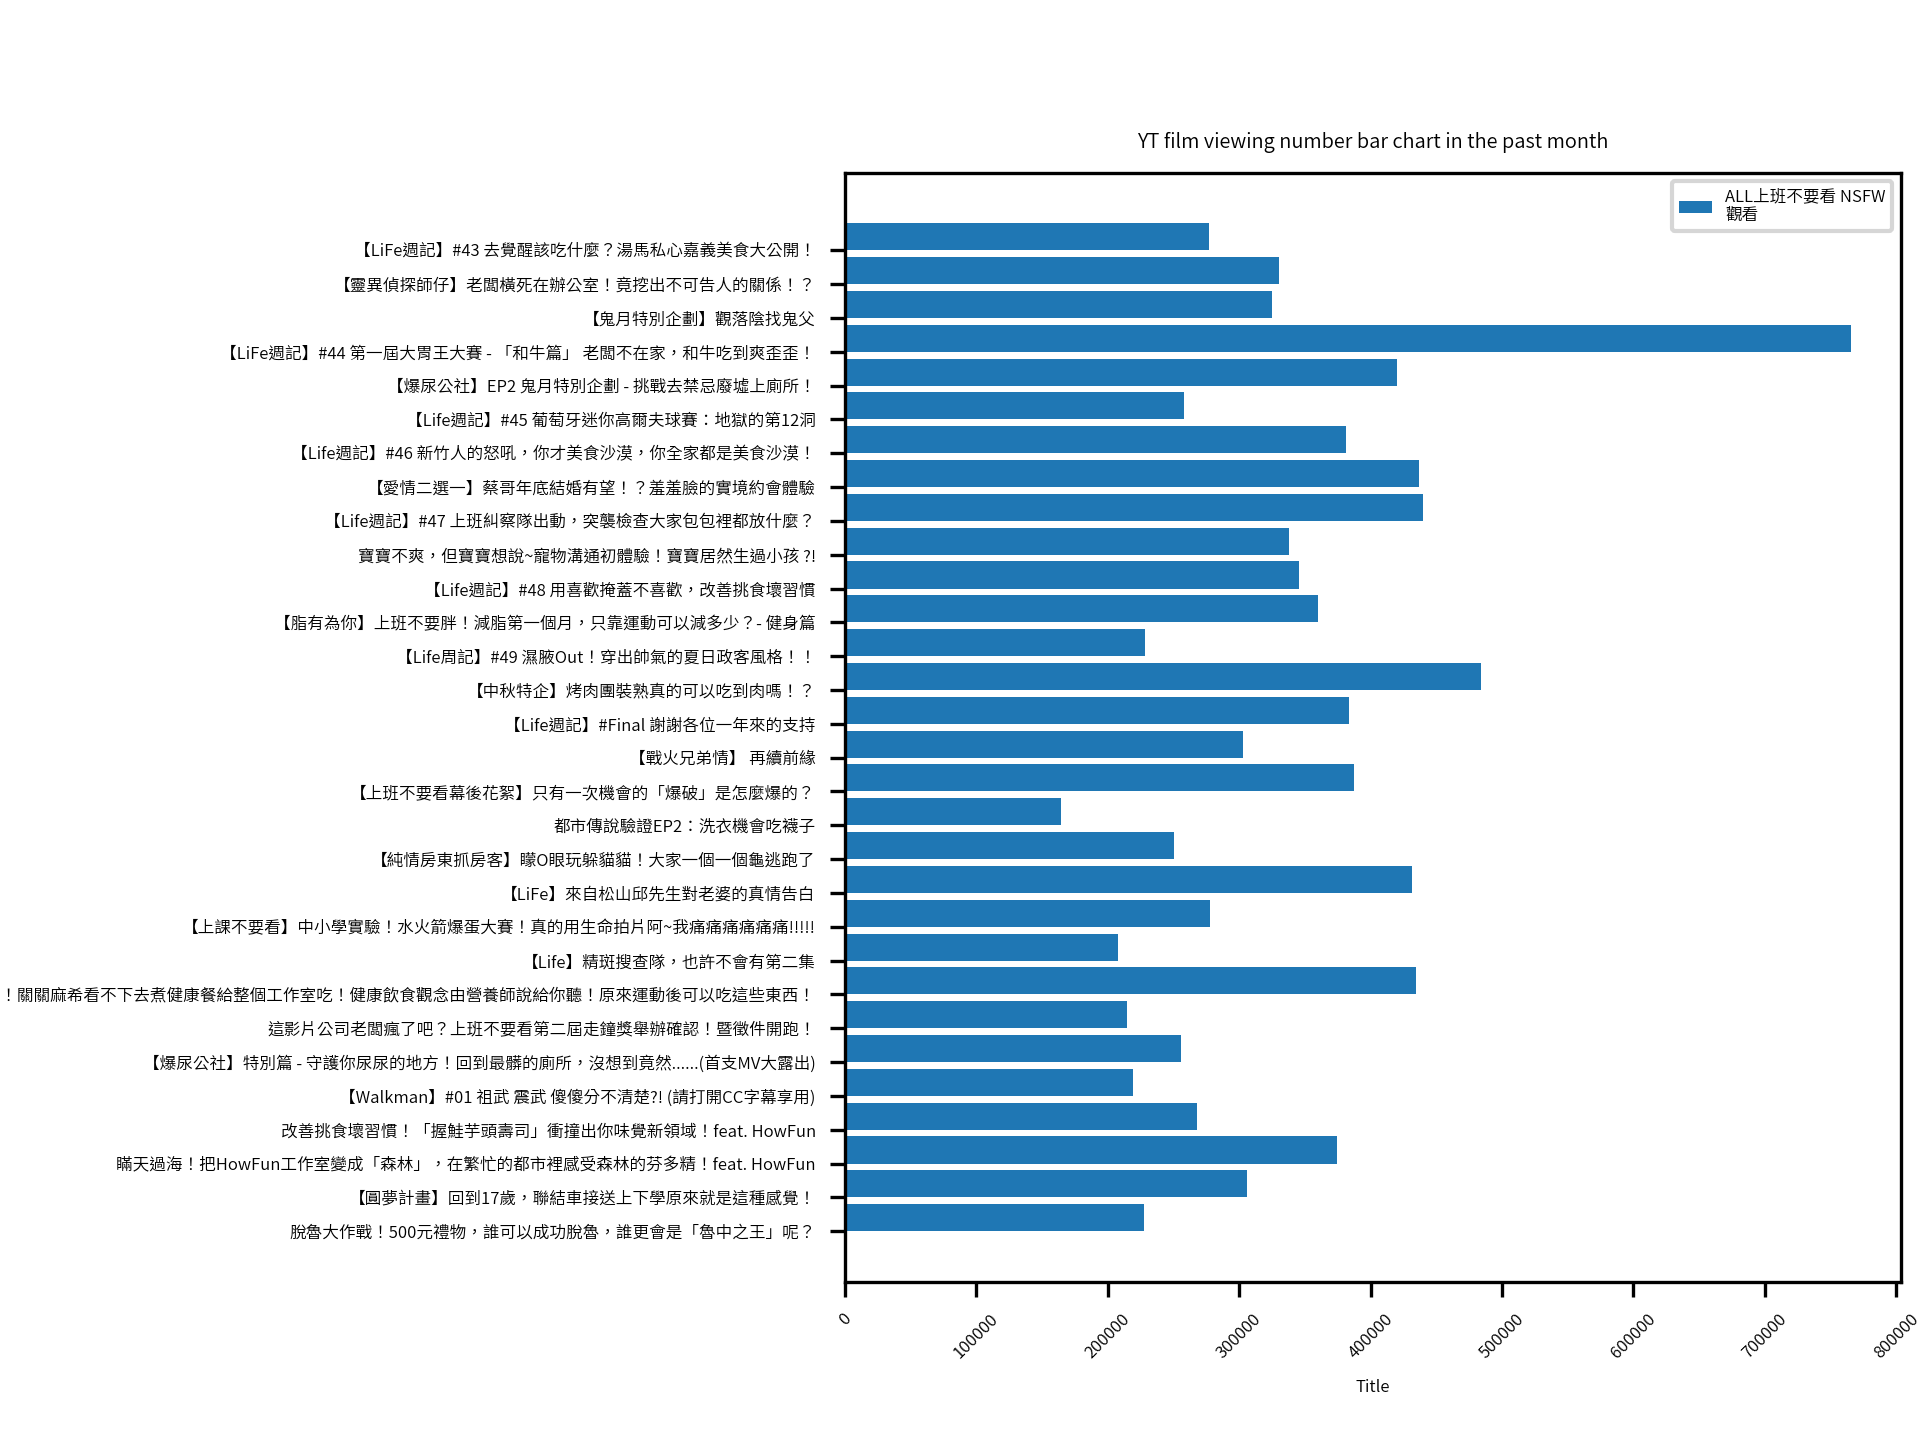 YT film viewing number bar chart in the past month
ALL上班不要看 NSFW
觀看
【LiFe週記】#43 去覺醒該吃什麼？湯馬私心嘉義美食大公開！
【靈異偵探師仔】老闆橫死在辦公室！竟挖出不可告人的關係！？
【鬼月特別企劃】觀落陰找鬼父
【LiFe週記】#44 第一屆大胃王大賽 - 「和牛篇」 老闆不在家，和牛吃到爽歪歪！
【爆尿公社】EP2 鬼月特別企劃 - 挑戰去禁忌廢墟上廁所！
【Life週記】#45 葡萄牙迷你高爾夫球賽：地獄的第12洞
【Life週記】#46 新竹人的怒吼，你才美食沙漠，你全家都是美食沙漠！
【愛情二選一】蔡哥年底結婚有望！？羞羞臉的實境約會體驗
【Life週記】#47 上班糾察隊出動，突襲檢查大家包包裡都放什麼？
寶寶不爽，但寶寶想說~寵物溝通初體驗！寶寶居然生過小孩 ?!
【Life週記】#48 用喜歡掩蓋不喜歡，改善挑食壞習慣
【脂有為你】上班不要胖！減脂第一個月，只靠運動可以減多少？- 健身篇
【Life周記】#49 濕腋Out！穿出帥氣的夏日政客風格！！
【中秋特企】烤肉團裝熟真的可以吃到肉嗎！？
【Life週記】#Final 謝謝各位一年來的支持
【戰火兄弟情】 再續前緣
【上班不要看幕後花絮】只有一次機會的「爆破」是怎麼爆的？
都市傳說驗證EP2：洗衣機會吃襪子
【純情房東抓房客】矇O眼玩躲貓貓！大家一個一個龜逃跑了
【LiFe】來自松山邱先生對老婆的真情告白
【上課不要看】中小學實驗！水火箭爆蛋大賽！真的用生命拍片阿~我痛痛痛痛痛痛!!!!!
【Life】精斑搜查隊，也許不會有第二集
！關關麻希看不下去煮健康餐給整個工作室吃！健康飲食觀念由營養師說給你聽！原來運動後可以吃這些東西！
這影片公司老闆瘋了吧？上班不要看第二屆走鐘獎舉辦確認！暨徵件開跑！
【爆尿公社】特別篇 - 守護你尿尿的地方！回到最髒的廁所，沒想到竟然......(首支MV大露出)
【Walkman】#01 祖武 震武 傻傻分不清楚?! (請打開CC字幕享用)
改善挑食壞習慣！「握鮭芋頭壽司」衝撞出你味覺新領域！feat. HowFun
瞞天過海！把HowFun工作室變成「森林」，在繁忙的都市裡感受森林的芬多精！feat. HowFun
【圓夢計畫】回到17歲，聯結車接送上下學原來就是這種感覺！
脫魯大作戰！500元禮物，誰可以成功脫魯，誰更會是「魯中之王」呢？
0
100000
200000
300000
400000
500000
600000
700000
800000
Title